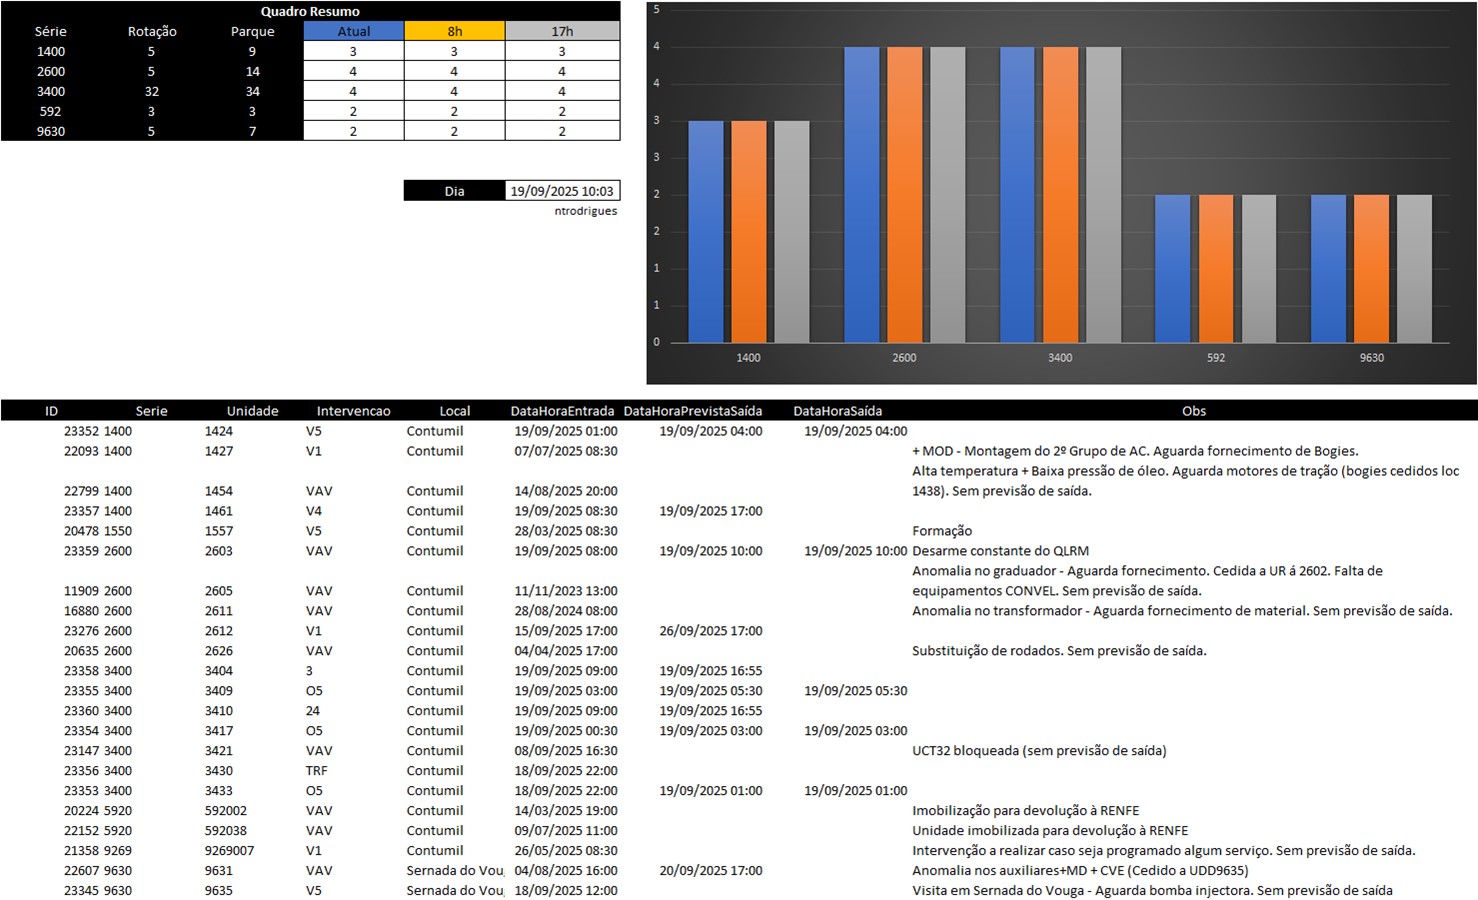 Quadro Resumo
Série Rotação Parque Atual 8h 17h
1400 5 9 3 3 3
2600 5 14 4 4 4
3400 32 34 4 4 4
592 3 3 2 2 2
9630 5 7 2 2 2
Dia 19/09/2025 10:03
ntrodrigues
5
4
4
3
3
2
2
1
1
0
1400 2600 3400 592 9630
ID Serie Unidade Intervencao Local DataHoraEntrada DataHoraPrevistaSaída DataHoraSaída Obs
23352 1400 1424 V5 Contumil 19/09/2025 01:00 19/09/2025 04:00 19/09/2025 04:00
22093 1400 1427 V1 Contumil 07/07/2025 08:30 + MOD - Montagem do 2º Grupo de AC. Aguarda fornecimento de Bogies.
Alta temperatura + Baixa pressão de óleo. Aguarda motores de tração (bogies cedidos loc
22799 1400 1454 VAV Contumil 14/08/2025 20:00 1438). Sem previsão de saída.
23357 1400 1461 V4 Contumil 19/09/2025 08:30 19/09/2025 17:00
20478 1550 1557 V5 Contumil 28/03/2025 08:30 Formação
23359 2600 2603 VAV Contumil 19/09/2025 08:00 19/09/2025 10:00 19/09/2025 10:00 Desarme constante do QLRM
Anomalia no graduador - Aguarda fornecimento. Cedida a UR á 2602. Falta de
11909 2600 2605 VAV Contumil 11/11/2023 13:00 equipamentos CONVEL. Sem previsão de saída.
16880 2600 2611 VAV Contumil 28/08/2024 08:00 Anomalia no transformador - Aguarda fornecimento de material. Sem previsão de saída.
23276 2600 2612 V1 Contumil 15/09/2025 17:00 26/09/2025 17:00
20635 2600 2626 VAV Contumil 04/04/2025 17:00 Substituição de rodados. Sem previsão de saída.
23358 3400 3404 3 Contumil 19/09/2025 09:00 19/09/2025 16:55
23355 3400 3409 O5 Contumil 19/09/2025 03:00 19/09/2025 05:30 19/09/2025 05:30
23360 3400 3410 24 Contumil 19/09/2025 09:00 19/09/2025 16:55
23354 3400 3417 O5 Contumil 19/09/2025 00:30 19/09/2025 03:00 19/09/2025 03:00
23147 3400 3421 VAV Contumil 08/09/2025 16:30 UCT32 bloqueada (sem previsão de saída)
23356 3400 3430 TRF Contumil 18/09/2025 22:00
23353 3400 3433 O5 Contumil 18/09/2025 22:00 19/09/2025 01:00 19/09/2025 01:00
20224 5920 592002 VAV Contumil 14/03/2025 19:00 Imobilização para devolução à RENFE
22152 5920 592038 VAV Contumil 09/07/2025 11:00 Unidade imobilizada para devolução à RENFE
21358 9269 9269007 V1 Contumil 26/05/2025 08:30 Intervenção a realizar caso seja programado algum serviço. Sem previsão de saída.
22607 9630 9631 VAV Sernada do Vou 04/08/2025 16:00 20/09/2025 17:00 Anomalia nos auxiliares+MD + CVE (Cedido a UDD9635)
23345 9630 9635 V5 Sernada do Vou 18/09/2025 12:00 Visita em Sernada do Vouga - Aguarda bomba injectora. Sem previsão de saída